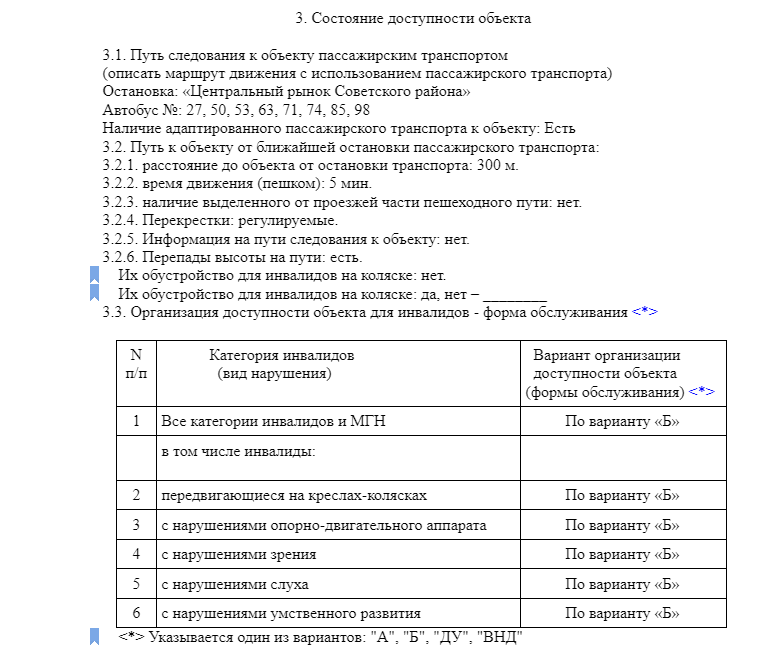 3. Состояние доступности объекта
3.1. Путь следования к объекту пассажирским транспортом
(описать маршрут движения с использованием пассажирского транспорта)
Остановка: «Центральный рынок Советского района»
Автобус №: 27, 50, 53, 63, 71, 74, 85, 98
Наличие адаптированного пассажирского транспорта к объекту: Есть
3.2. Путь к объекту от ближайшей остановки пассажирского транспорта:
3.2.1. расстояние до объекта от остановки транспорта: 300 м.
3.2.2. время движения (пешком): 5 мин.
3.2.3. наличие выделенного от проезжей части пешеходного пути: нет.
3.2.4. Перекрестки: регулируемые.
3.2.5. Информация на пути следования к объекту: нет.
3.2.6. Перепады высоты на пути: есть.
Их обустройство для инвалидов на коляске: нет.
Их обустройство для инвалидов на коляске: да, нет – ________
3.3. Организация доступности объекта для инвалидов - форма обслуживания <*>
N п/п Категория инвалидов (вид нарушения) Вариант организации доступности объекта (формы обслуживания) <*>
1 Все категории инвалидов и МГН По варианту «Б»
в том числе инвалиды:
2 передвигающиеся на креслах-колясках По варианту «Б»
3 с нарушениями опорно-двигательного аппарата По варианту «Б»
4 с нарушениями зрения По варианту «Б»
5 с нарушениями слуха По варианту «Б»
6 с нарушениями умственного развития По варианту «Б»
<*> Указывается один из вариантов: "А", "Б", "ДУ", "ВНД"